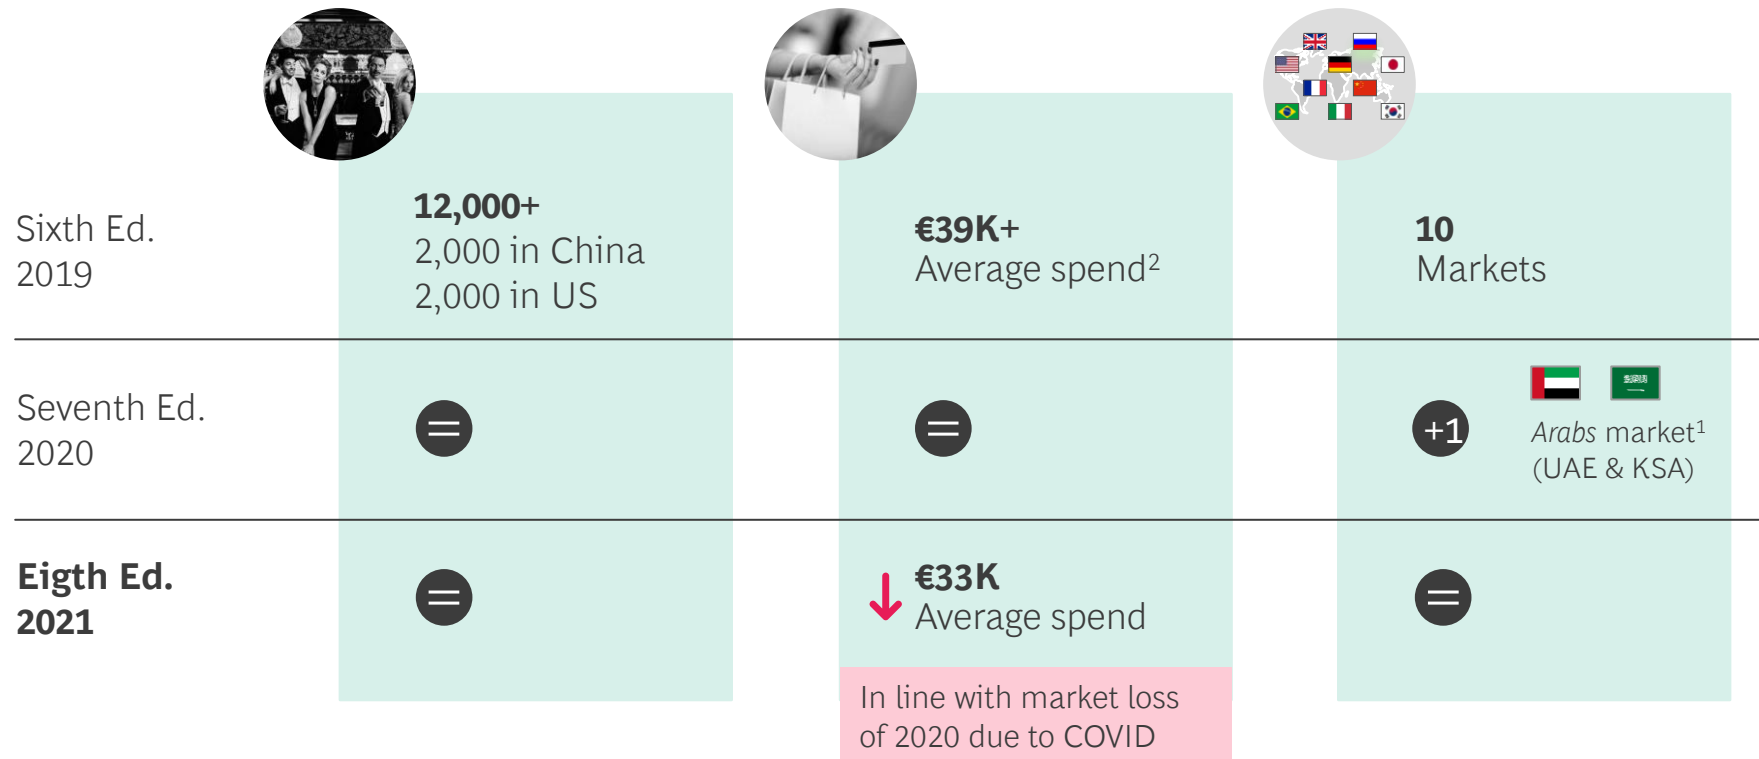 Sixth Ed.
2019
12,000+
2,000 in China
2,000 in US
€39K+
Average spend²
10
Markets
Seventh Ed.
2020
=
=
+1
Arabs market¹
(UAE & KSA)
Eigth Ed.
2021
=
€33K
Average spend
=
In line with market loss
of 2020 due to COVID